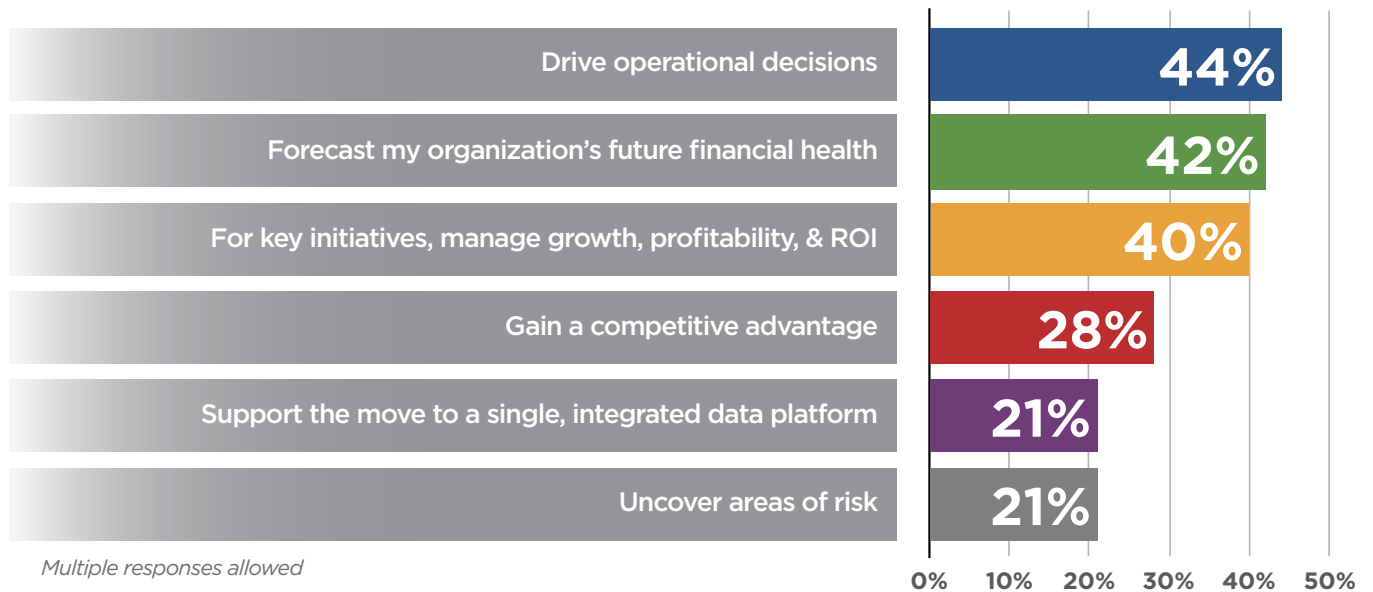 Drive operational decisions 44%
Forecast my organization’s future financial health 42%
For key initiatives, manage growth, profitability, & ROI 40%
Gain a competitive advantage 28%
Support the move to a single, integrated data platform 21%
Uncover areas of risk 21%
Multiple responses allowed
0% 10% 20% 30% 40% 50%